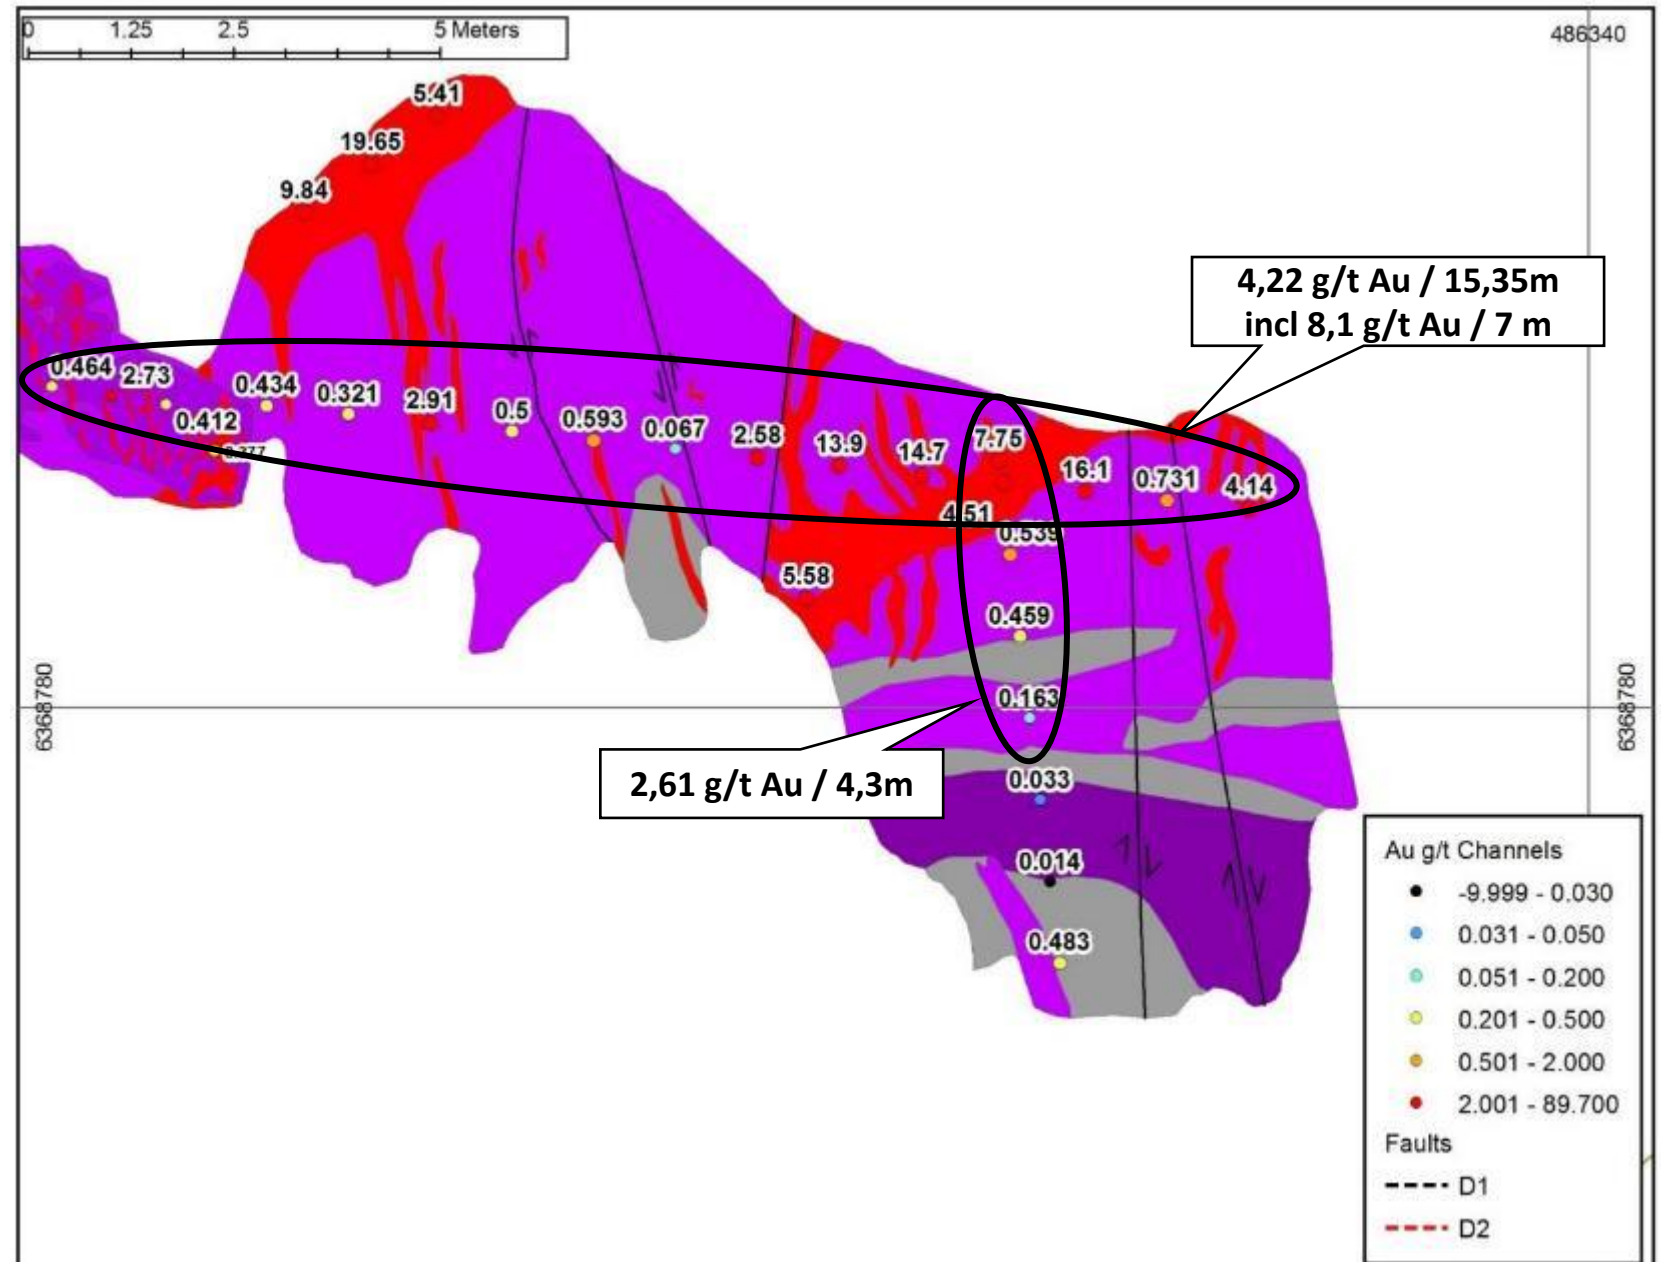 0 1.25 2.5 5 Meters
486340
5.41
19.65
9.84
4,22 g/t Au / 15,35m
incl 8,1 g/t Au / 7 m
0.464 2.73 0.434 0.321 2.91 0.5 0.593 0.067 2.58 13.9 14.7 7.75 16.1 0.731 4.14
0.412
4.51
0.539
5.58
0.459
6368780
0.163
6368780
2,61 g/t Au / 4,3m
0.033
0.014
0.483
Au g/t Channels
-9.999 - 0.030
0.031 - 0.050
0.051 - 0.200
0.201 - 0.500
0.501 - 2.000
2.001 - 89.700
Faults
D1
D2